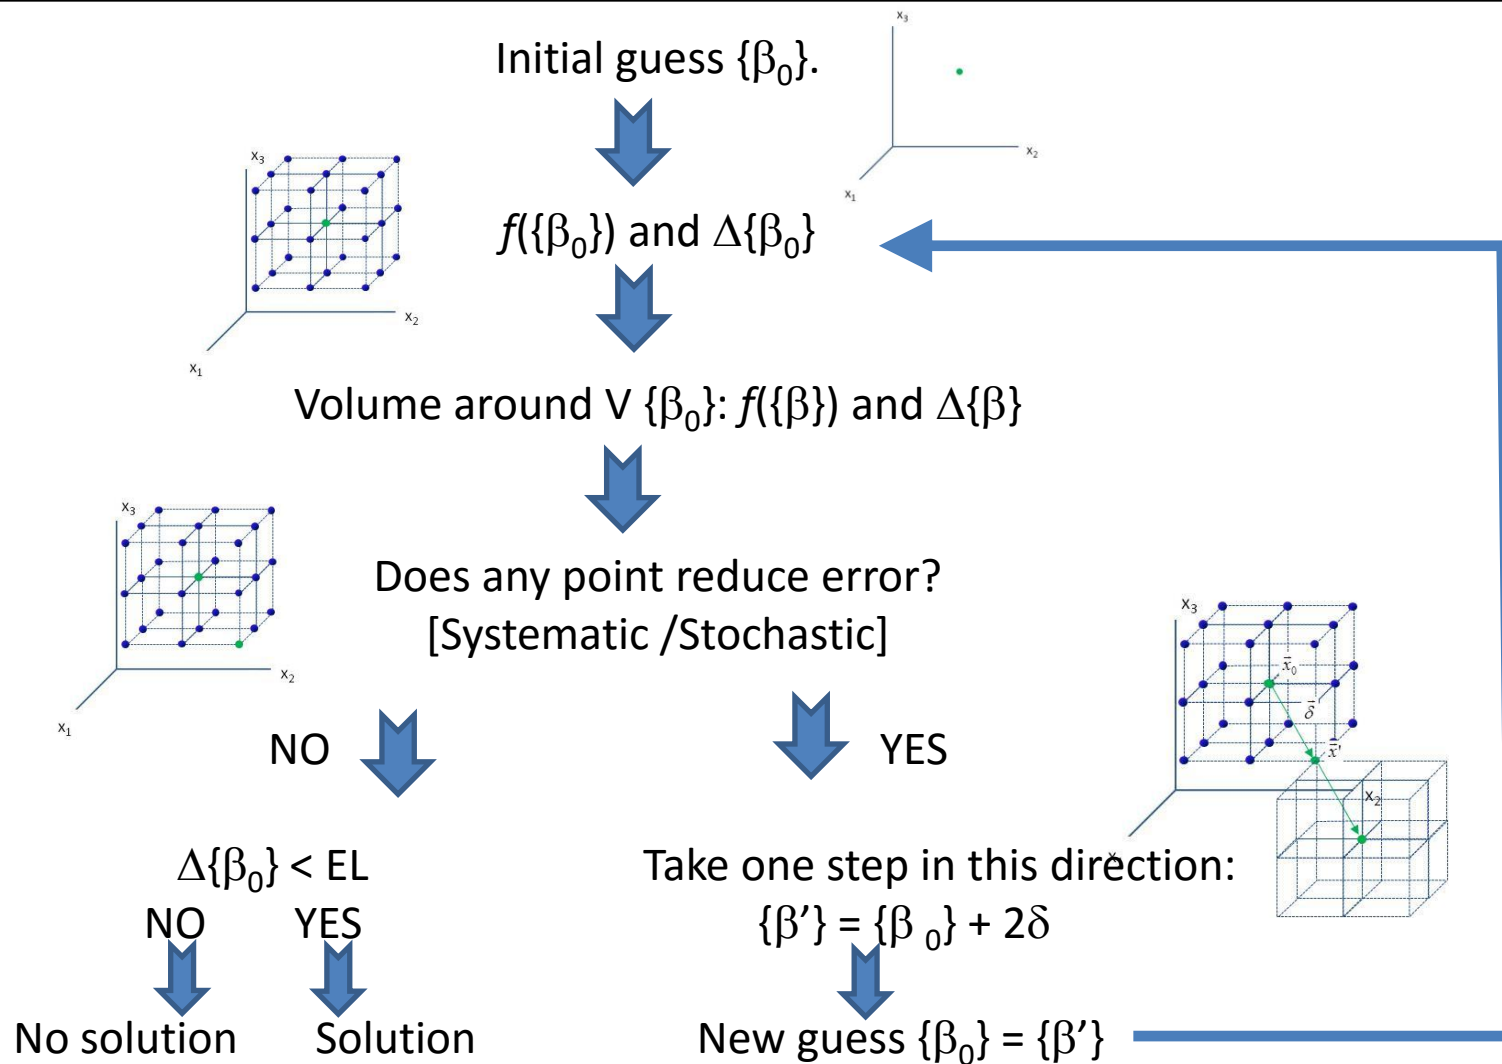 Initial guess {β₀}.
x₃
x₂
x₁
f({β₀}) and Δ{β₀}
x₃
x₂
x₁
Volume around V {β₀}: f({β}) and Δ{β}
Does any point reduce error?
[Systematic /Stochastic]
x₃
x₂
x₁
NO
YES
x₃
x̄₀
δ̄
x̄'
x₂
x
Δ{β₀} < EL
NO YES
Take one step in this direction:
{β’} = {β ₀} + 2δ
No solution
Solution
New guess {β₀} = {β’}